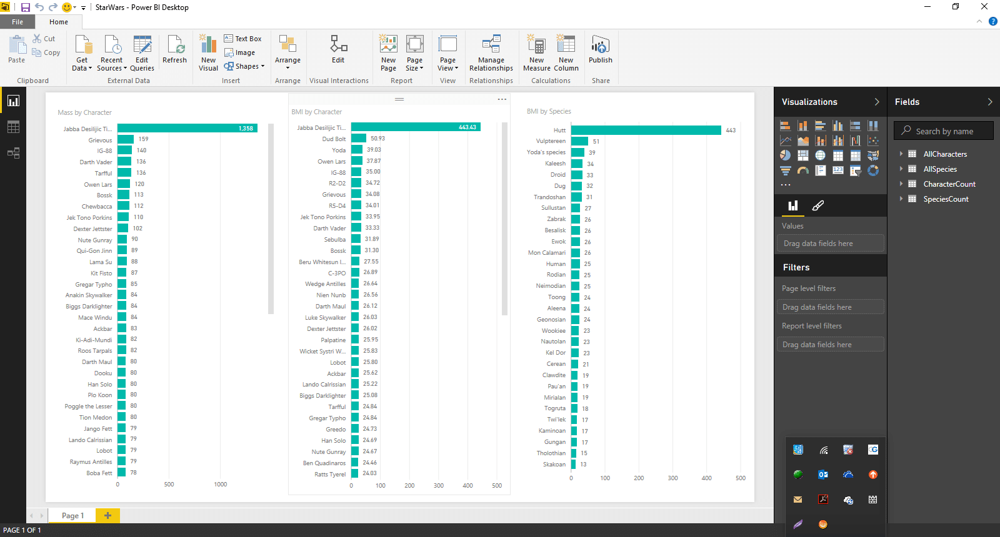 StarWars - Power BI Desktop
File Home
Cut
Copy
Paste
Clipboard
Get Data
Recent Sources
Edit Queries
Refresh
External Data
New Visual
Text Box
Image
Shapes
Insert
Arrange
Arrange
Edit
Visual Interactions
New Page
Page Size
Report
Page View
View
Manage Relationships
Relationships
New Measure
New Column
Calculations
Publish
Share
Mass by Character
Jabba Desilijic Ti... 1,358
Grievous 159
IG-88 140
Darth Vader 136
Tarfful 136
Owen Lars 120
Bossk 113
Chewbacca 112
Jek Tono Porkins 110
Dexter Jettster 102
Nute Gunray 90
Qui-Gon Jinn 89
Lama Su 88
Kit Fisto 87
Gregar Typho 85
Anakin Skywalker 84
Biggs Darklighter 84
Mace Windu 84
Ackbar 83
Ki-Adi-Mundi 82
Roos Tarpals 82
Darth Maul 80
Dooku 80
Han Solo 80
Plo Koon 80
Poggle the Lesser 80
Tion Medon 80
Jango Fett 79
Lando Calrissian 79
Lobot 79
Raymus Antilles 79
Boba Fett 78
0 500 1000
BMI by Character
Jabba Desilijic Ti... 443.43
Dud Bolt 50.93
Yoda 39.03
Owen Lars 37.87
IG-88 35.00
R2-D2 34.72
Grievous 34.08
R5-D4 34.01
Jek Tono Porkins 33.95
Darth Vader 33.33
Sebulba 31.89
Bossk 31.30
Beru Whitesun l... 27.55
C-3PO 26.89
Wedge Antilles 26.64
Nien Nunb 26.56
Darth Maul 26.12
Luke Skywalker 26.03
Dexter Jettster 26.02
Palpatine 25.95
Wicket Systri W... 25.83
Lobot 25.80
Ackbar 25.62
Lando Calrissian 25.22
Biggs Darklighter 25.08
Tarfful 24.84
Gregar Typho 24.84
Greedo 24.73
Han Solo 24.69
Nute Gunray 24.67
Ben Quadinaros 24.46
Ratts Tyerel 24.03
0 100 200 300 400 500
BMI by Species
Hutt 443
Vulptereen 51
Yoda's species 39
Kaleesh 34
Droid 33
Dug 32
Trandoshan 31
Sullustan 27
Zabrak 26
Besalisk 26
Ewok 26
Mon Calamari 26
Human 25
Rodian 25
Neimodian 25
Toong 24
Aleena 24
Geonosian 24
Wookiee 23
Nautolan 23
Kel Dor 23
Cerean 21
Clawdite 19
Pau'an 19
Mirialan 19
Togruta 18
Twi'lek 17
Kaminoan 17
Gungan 17
Tholothian 15
Skakoan 13
0 100 200 300 400 500
Visualizations
123
Values
Drag data fields here
Filters
Page level filters
Drag data fields here
Report level filters
Drag data fields here
Fields
Search by name
AllCharacters
AllSpecies
CharacterCount
SpeciesCount
Page 1
PAGE 1 OF 1